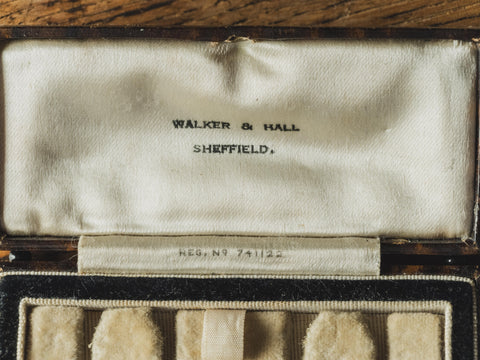 WALKER & HALL
SHEFFIELD.
REG. Nº 741122